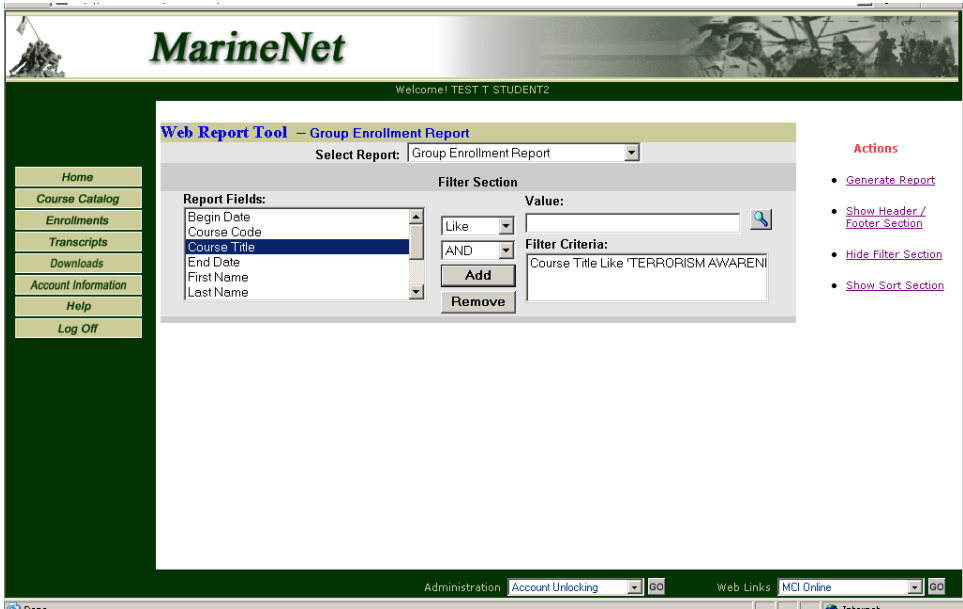 MarineNet
Welcome! TEST T STUDENT2
Web Report Tool – Group Enrollment Report
Select Report: Group Enrollment Report
Filter Section
Report Fields:
Begin Date
Course Code
Course Title
End Date
First Name
Last Name
Like
AND
Add
Remove
Value:
Filter Criteria:
Course Title Like 'TERRORISM AWARENI
Actions
Generate Report
Show Header /
Footer Section
Hide Filter Section
Show Sort Section
Home
Course Catalog
Enrollments
Transcripts
Downloads
Account Information
Help
Log Off
Administration Account Unlocking GO Web Links MCI Online GO